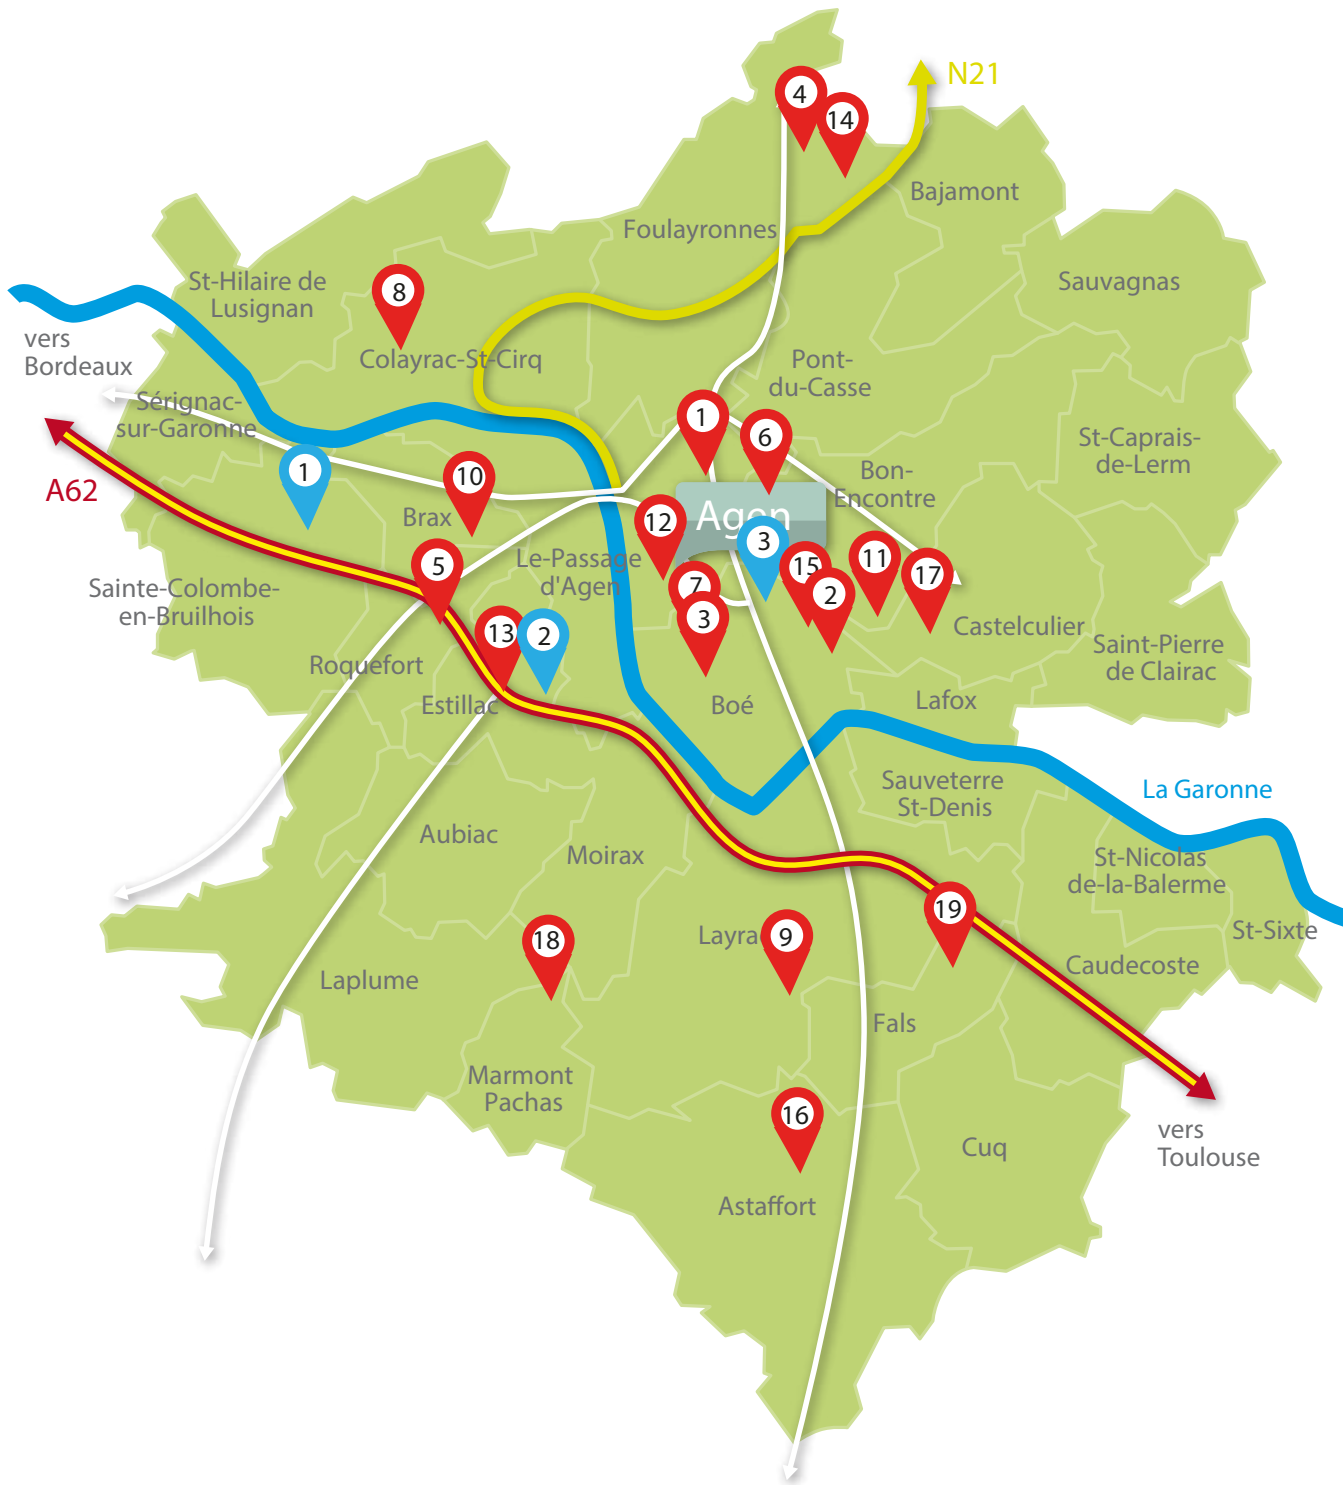 N21
4
14
Bajamont
Foulayronnes
Sauvagnas
St-Hilaire de
Lusignan
8
vers
Bordeaux
Colayrac-St-Cirq
Pont-
du-Casse
Sérignac-
sur-Garonne
1
6
St-Caprais-
de-Lerm
A62
1
10
Bon-
Encontre
Brax
Agen
12
3
Le-Passage
d'Agen
5
15
11
17
7
2
3
Sainte-Colombe-
en-Bruilhois
13
2
Castelculier
Saint-Pierre
de Clairac
Roquefort
Estillac
Boé
Lafox
Sauveterre
St-Denis
La Garonne
Aubiac
Moirax
St-Nicolas
de-la-Balerme
19
St-Sixte
18
Layra
9
Caudecoste
Laplume
Fals
Marmont
Pachas
16
Cuq
vers
Toulouse
Astaffort